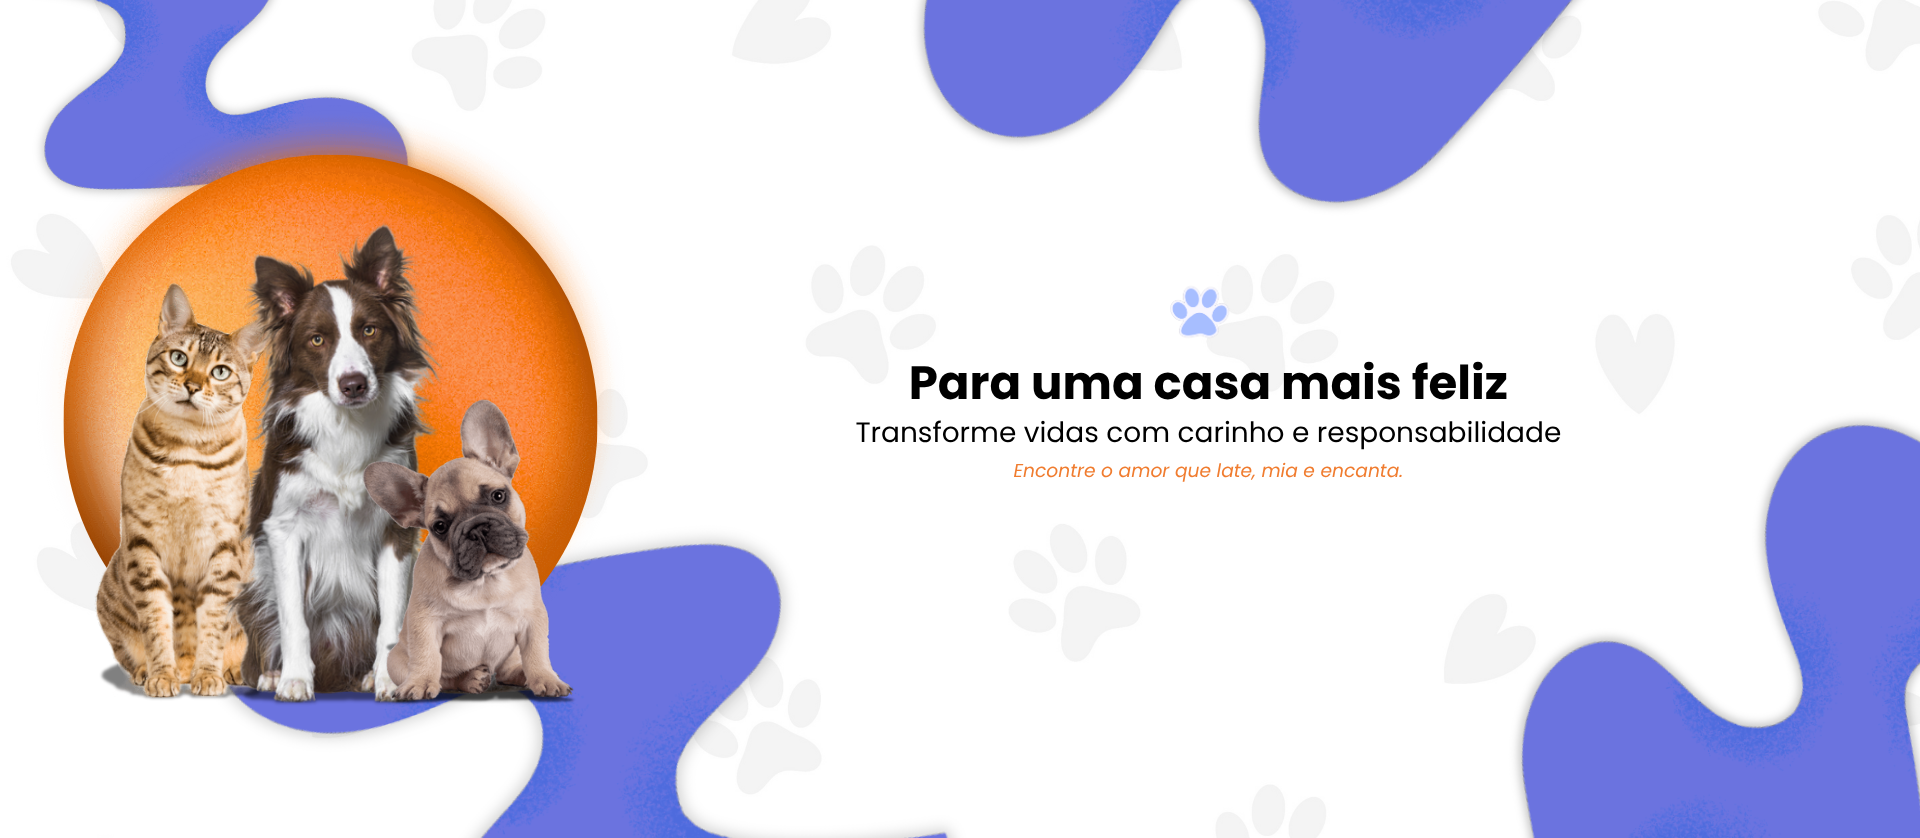 Para uma casa mais feliz
Transforme vidas com carinho e responsabilidade
Encontre o amor que late, mia e encanta.